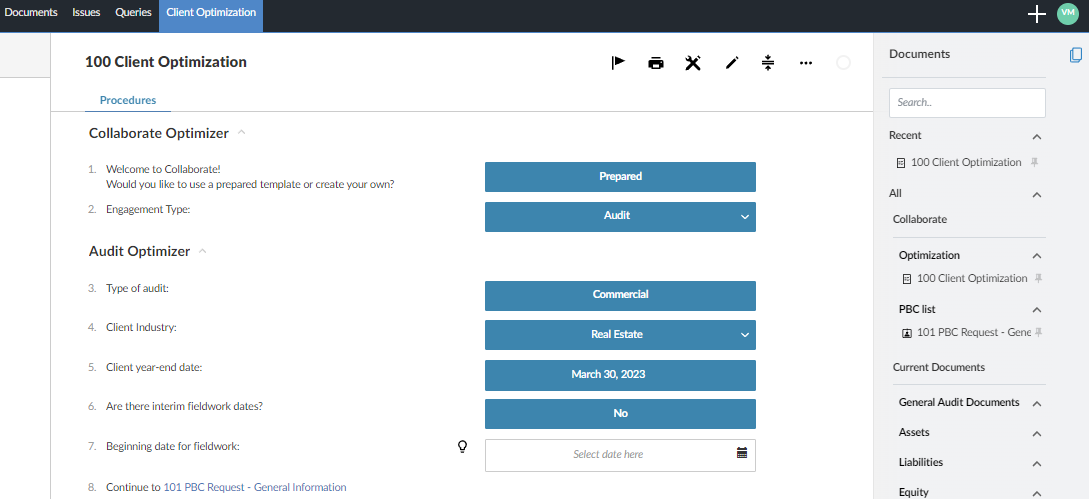 Documents Issues Queries Client Optimization VM
100 Client Optimization
Procedures
Collaborate Optimizer
1. Welcome to Collaborate!
Would you like to use a prepared template or create your own?
Prepared
2. Engagement Type:
Audit
Audit Optimizer
3. Type of audit:
Commercial
4. Client Industry:
Real Estate
5. Client year-end date:
March 30, 2023
6. Are there interim fieldwork dates?
No
7. Beginning date for fieldwork:
Select date here
8. Continue to 101 PBC Request - General Information
Documents
Search..
Recent
100 Client Optimization
All
Collaborate
Optimization
100 Client Optimization
PBC list
101 PBC Request - Gene
Current Documents
General Audit Documents
Assets
Liabilities
Equity